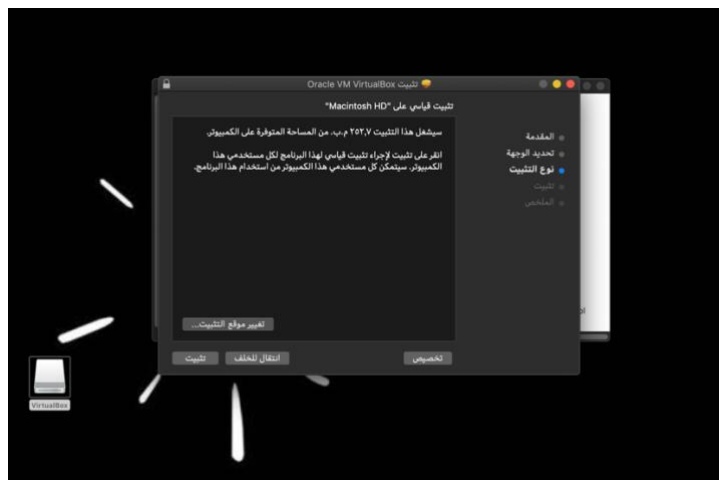 تثبيت Oracle VM VirtualBox
تثبيت قياسي على "Macintosh HD"
المقدمة
تحديد الوجهة
نوع التثبيت
تثبيت
الملخص
سيشغل هذا التثبيت ٢٥٢,٧ م.ب. من المساحة المتوفرة على الكمبيوتر.
انقر على تثبيت لإجراء تثبيت قياسي لهذا البرنامج لكل مستخدمي هذا
الكمبيوتر. سيتمكن كل مستخدمي هذا الكمبيوتر من استخدام هذا البرنامج.
تغيير موقع التثبيت...
تخصيص
انتقال للخلف
تثبيت
VirtualBox